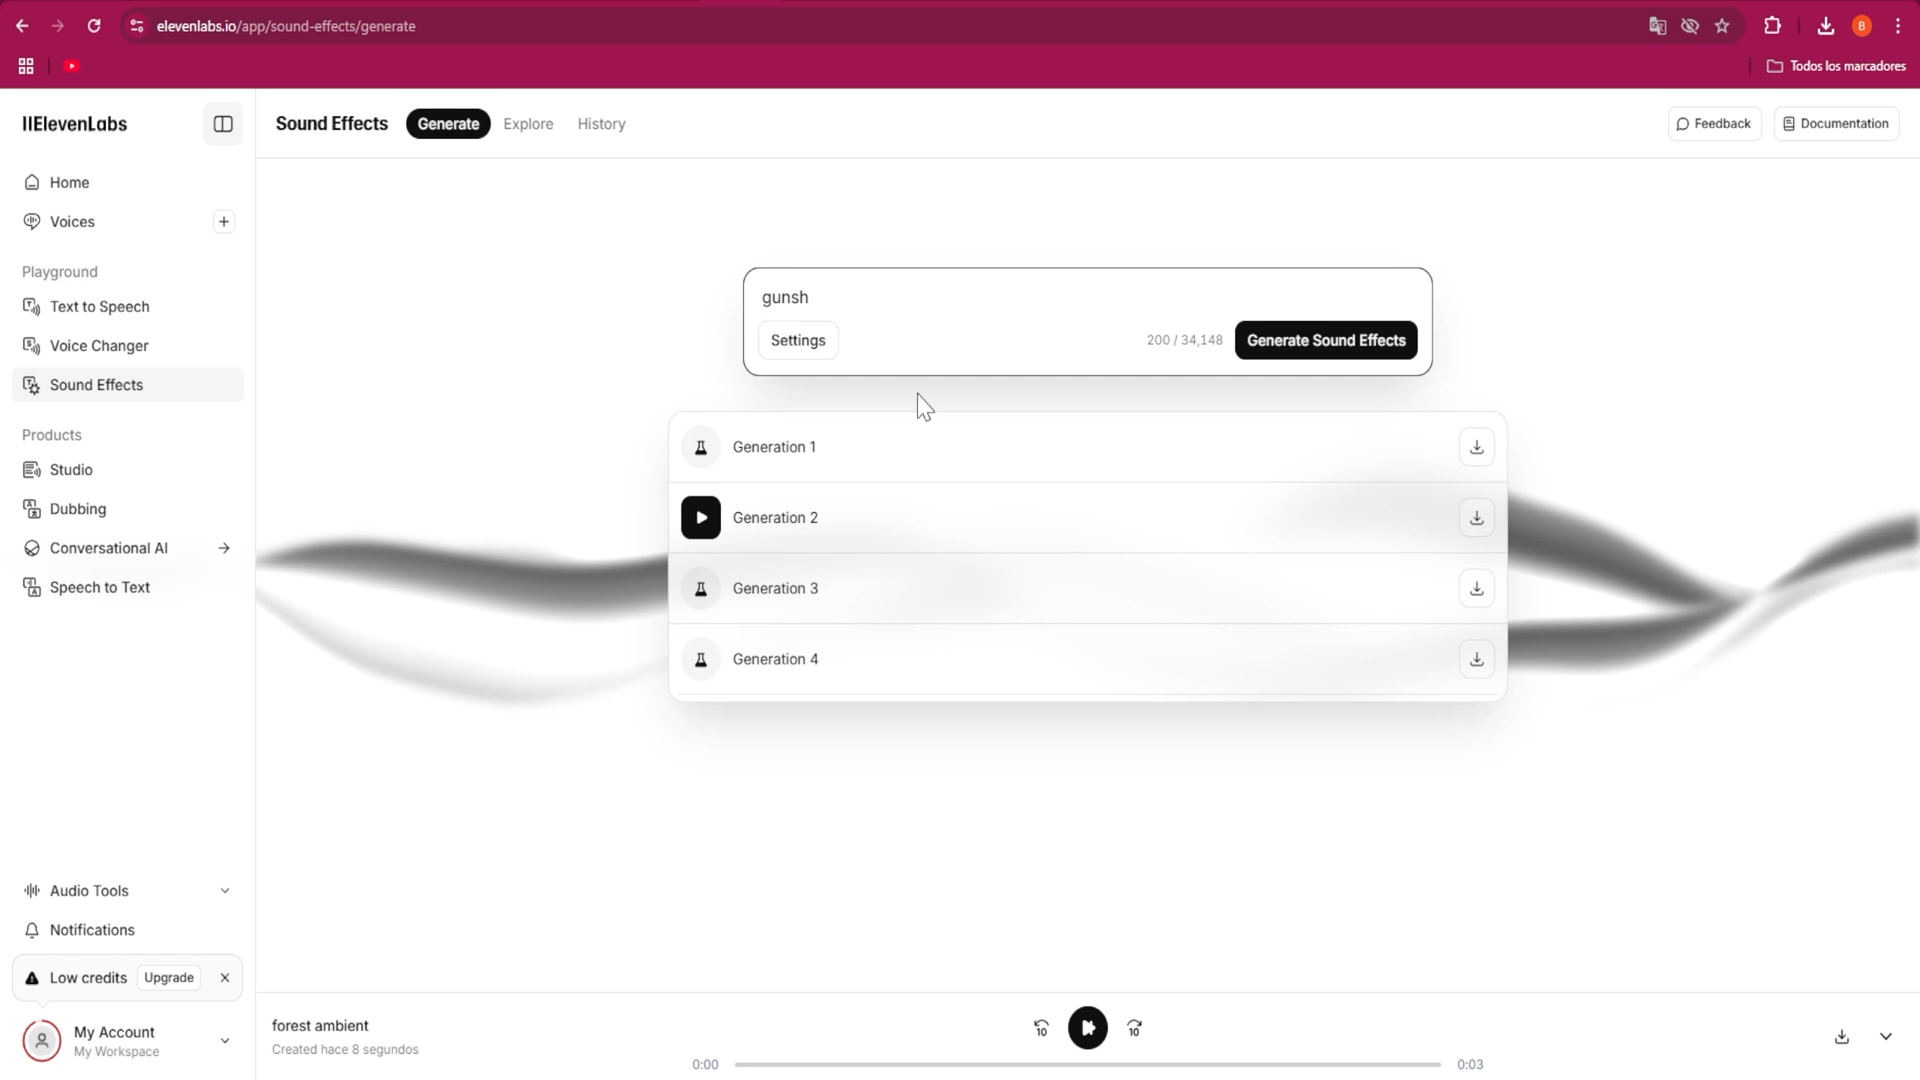 elevenlabs.io/app/sound-effects/generate
B
Todos los marcadores
IIElevenLabs
Sound Effects
Generate
Explore
History
Feedback
Documentation
Home
Voices
Playground
Text to Speech
Voice Changer
Sound Effects
Products
Studio
Dubbing
Conversational AI
Speech to Text
gunsh
Settings
200 / 34,148
Generate Sound Effects
Generation 1
Generation 2
Generation 3
Generation 4
Audio Tools
Notifications
Low credits
Upgrade
My Account
My Workspace
forest ambient
Created hace 8 segundos
10
10
0:00
0:03